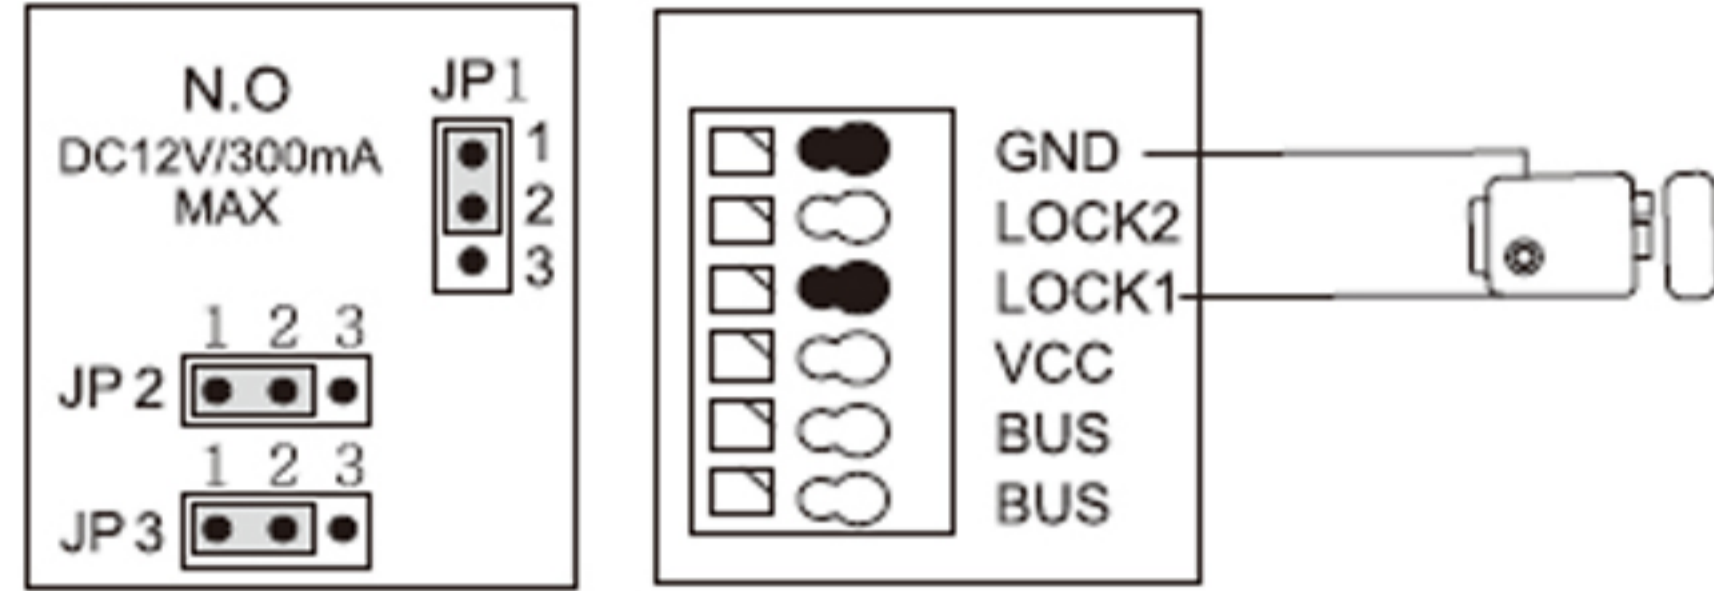 N.O
DC12V/300mA
MAX
JP1
1
2
3
1 2 3
JP2
1 2 3
JP3
GND
LOCK2
LOCK1
VCC
BUS
BUS